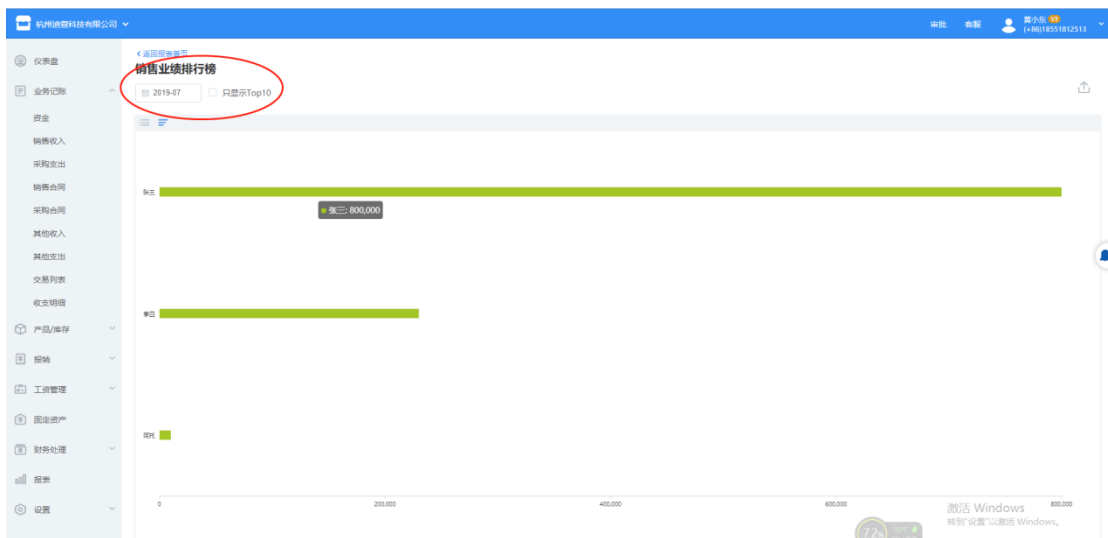 杭州迪管科技有限公司
审批 客服 黄小东 V3
(+86)18551812513
仪表盘
业务记账
资金
销售收入
采购支出
销售合同
采购合同
其他收入
其他支出
交易列表
收支明细
产品/库存
报销
工资管理
固定资产
财务处理
报表
设置
<返回报表首页
销售业绩排行榜
2019-07 只显示Top10
张三
张三: 800,000
李四
0 200,000 400,000 600,000 800,000
激活 Windows
转到"设置"以激活 Windows。
72%